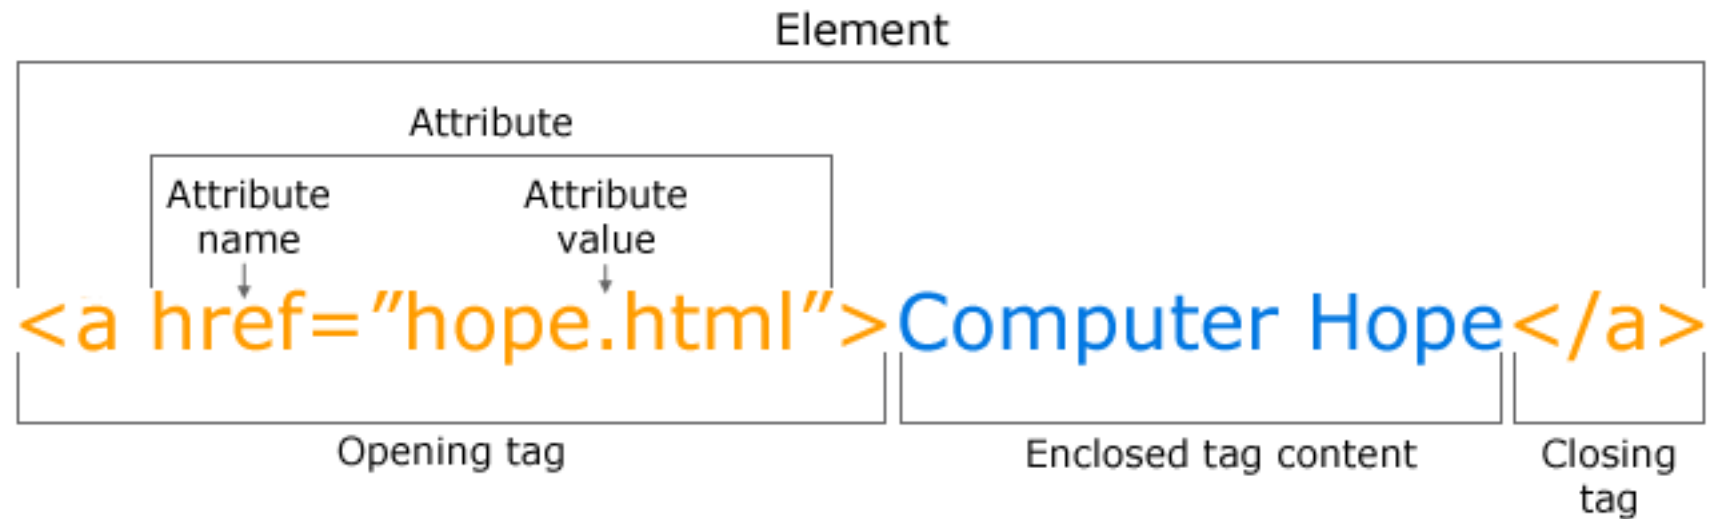 Element
Attribute
Attribute
name
Attribute
value
<a href=”hope.html”>Computer Hope</a>
Opening tag
Enclosed tag content
Closing
tag